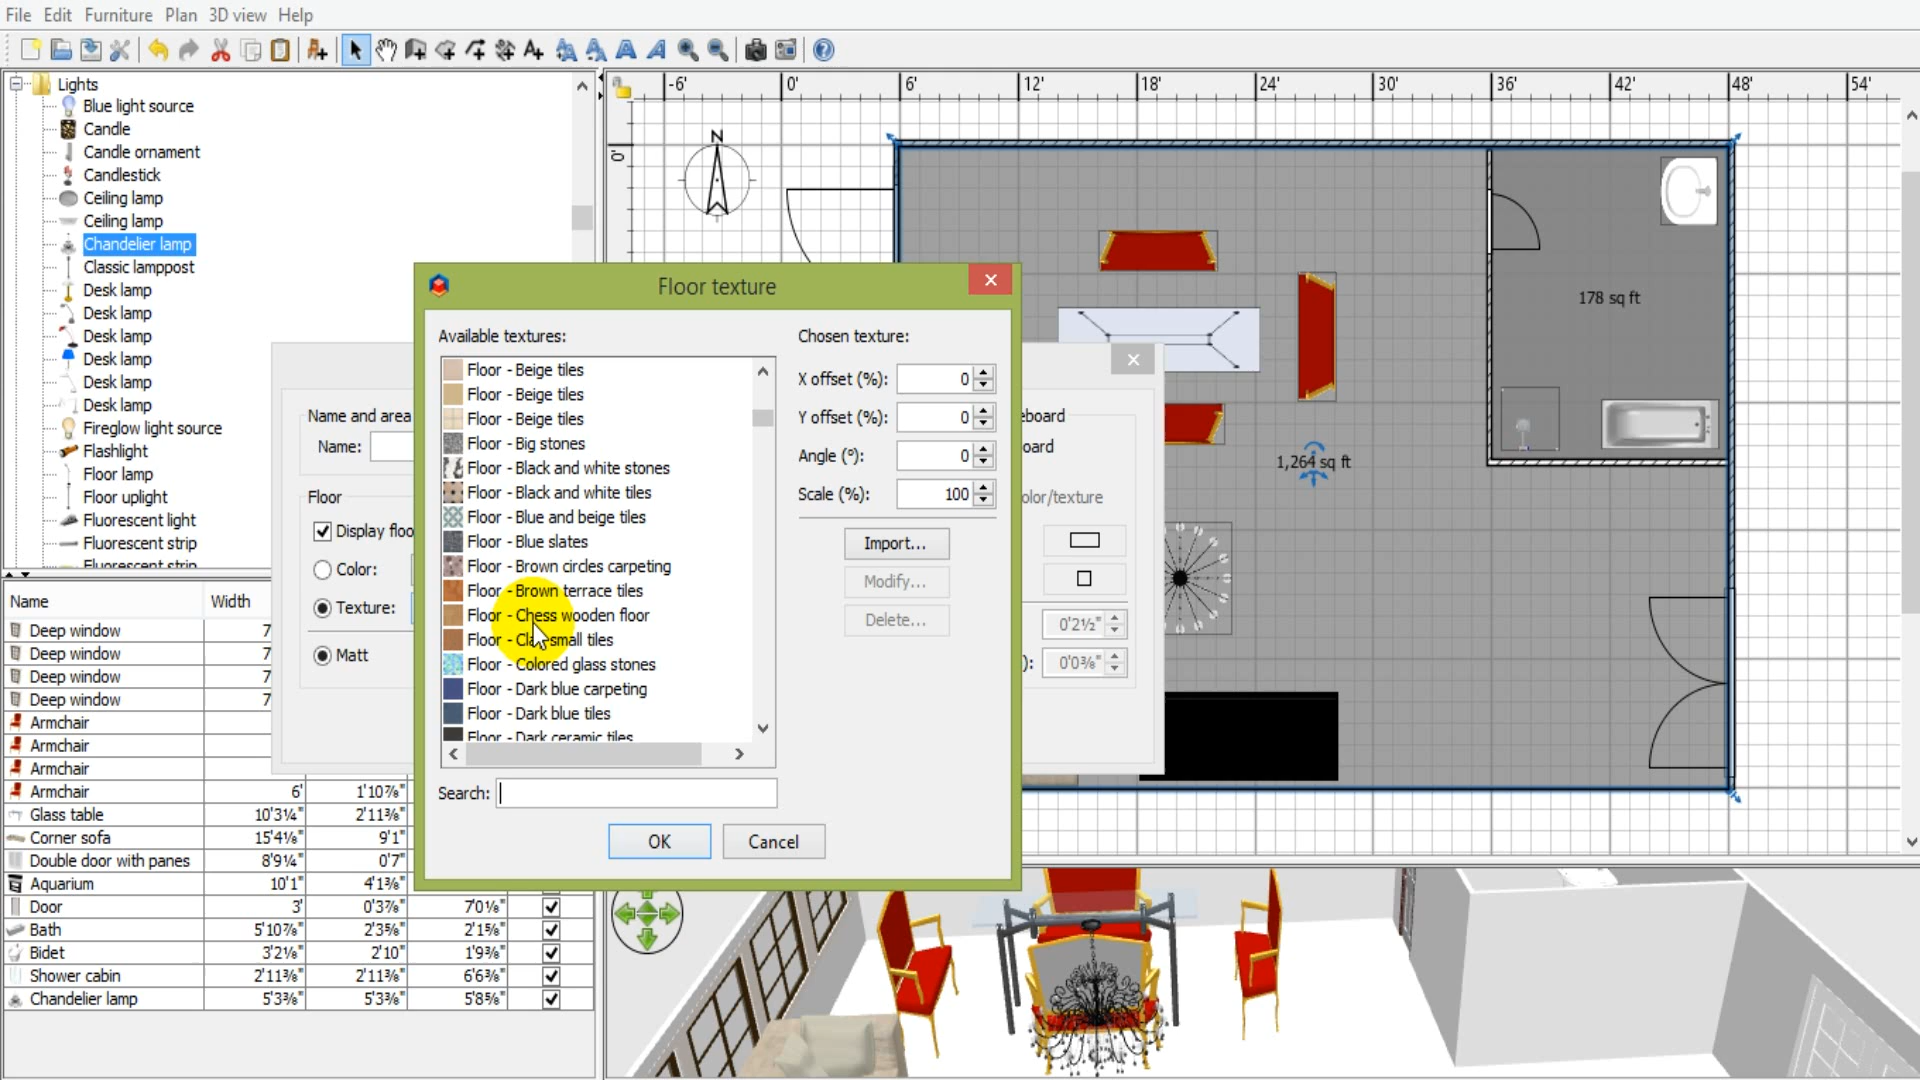 File Edit Furniture Plan 3D view Help
Lights
Blue light source
Candle
Candle ornament
Candlestick
Ceiling lamp
Ceiling lamp
Chandelier lamp
Classic lamppost
Desk lamp
Desk lamp
Desk lamp
Desk lamp
Desk lamp
Desk lamp
Fireglow light source
Flashlight
Floor lamp
Floor uplight
Fluorescent light
Fluorescent strip
Fluorescent strip
Name Width
Deep window 7
Deep window 7
Deep window 7
Deep window 7
Armchair
Armchair
Armchair
Armchair 6' 1'10⅞"
Glass table 10'3¼" 2'11⅜"
Corner sofa 15'4⅛" 9'1"
Double door with panes 8'9¼" 0'7"
Aquarium 10'1" 4'1⅜"
Door 3' 0'3⅞" 7'0⅛"
Bath 5'10⅞" 2'3⅝" 2'1⅝"
Bidet 3'2⅛" 2'10" 1'9⅜"
Shower cabin 2'11⅜" 2'11⅜" 6'6⅜"
Chandelier lamp 5'3⅜" 5'3⅜" 5'8⅝"
Name and area
Name:
Floor
Display floo
Color:
Texture:
Matt
Floor texture
Available textures:
Floor - Beige tiles
Floor - Beige tiles
Floor - Beige tiles
Floor - Big stones
Floor - Black and white stones
Floor - Black and white tiles
Floor - Blue and beige tiles
Floor - Blue slates
Floor - Brown circles carpeting
Floor - Brown terrace tiles
Floor - Chess wooden floor
Floor - Clay small tiles
Floor - Colored glass stones
Floor - Dark blue carpeting
Floor - Dark blue tiles
Floor - Dark ceramic tiles
Search:
OK Cancel
Chosen texture:
X offset (%): 0
Y offset (%): 0
Angle (º): 0
Scale (%): 100
Import...
Modify...
Delete...
eboard
oard
olor/texture
0'2½"
): 0'0⅜"
-6' 0' 6' 12' 18' 24' 30' 36' 42' 48' 54'
0'
N
178 sq ft
1,264 sq ft